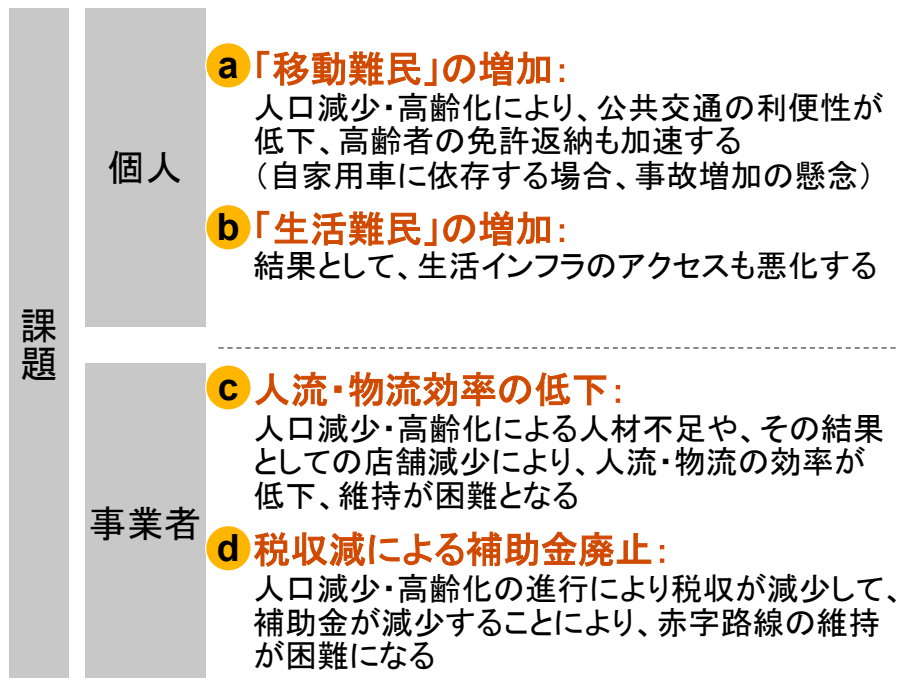 課題
個人
a「移動難民」の増加：
人口減少・高齢化により、公共交通の利便性が
低下、高齢者の免許返納も加速する
（自家用車に依存する場合、事故増加の懸念）
b「生活難民」の増加：
結果として、生活インフラのアクセスも悪化する
事業者
c人流・物流効率の低下：
人口減少・高齢化による人材不足や、その結果
としての店舗減少により、人流・物流の効率が
低下、維持が困難となる
d税収減による補助金廃止：
人口減少・高齢化の進行により税収が減少して、
補助金が減少することにより、赤字路線の維持
が困難になる